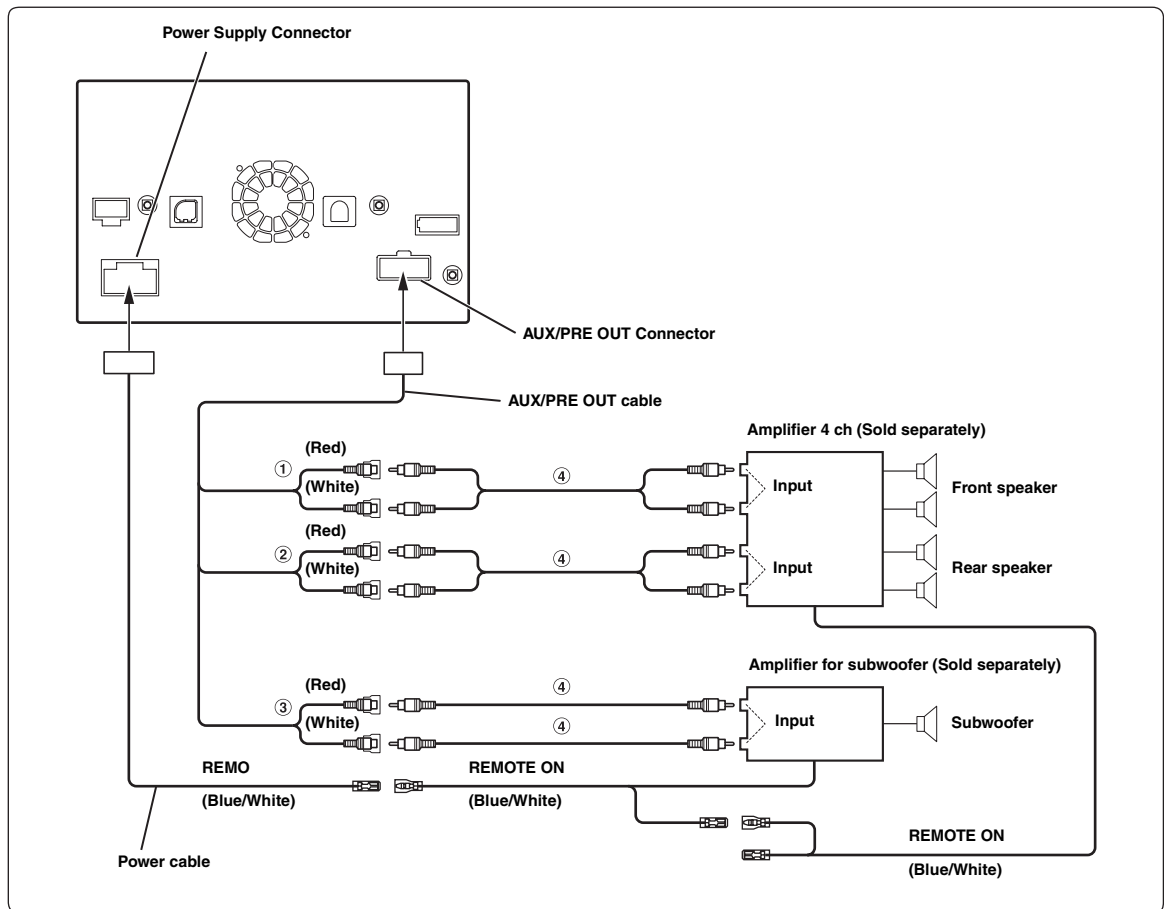 Power Supply Connector
AUX/PRE OUT Connector
AUX/PRE OUT cable
Amplifier 4 ch (Sold separately)
(Red)
①
(White)
④
Input
Front speaker
(Red)
②
(White)
④
Input
Rear speaker
Amplifier for subwoofer (Sold separately)
(Red)
③
(White)
④
④
Input
Subwoofer
REMO
(Blue/White)
REMOTE ON
(Blue/White)
REMOTE ON
(Blue/White)
Power cable